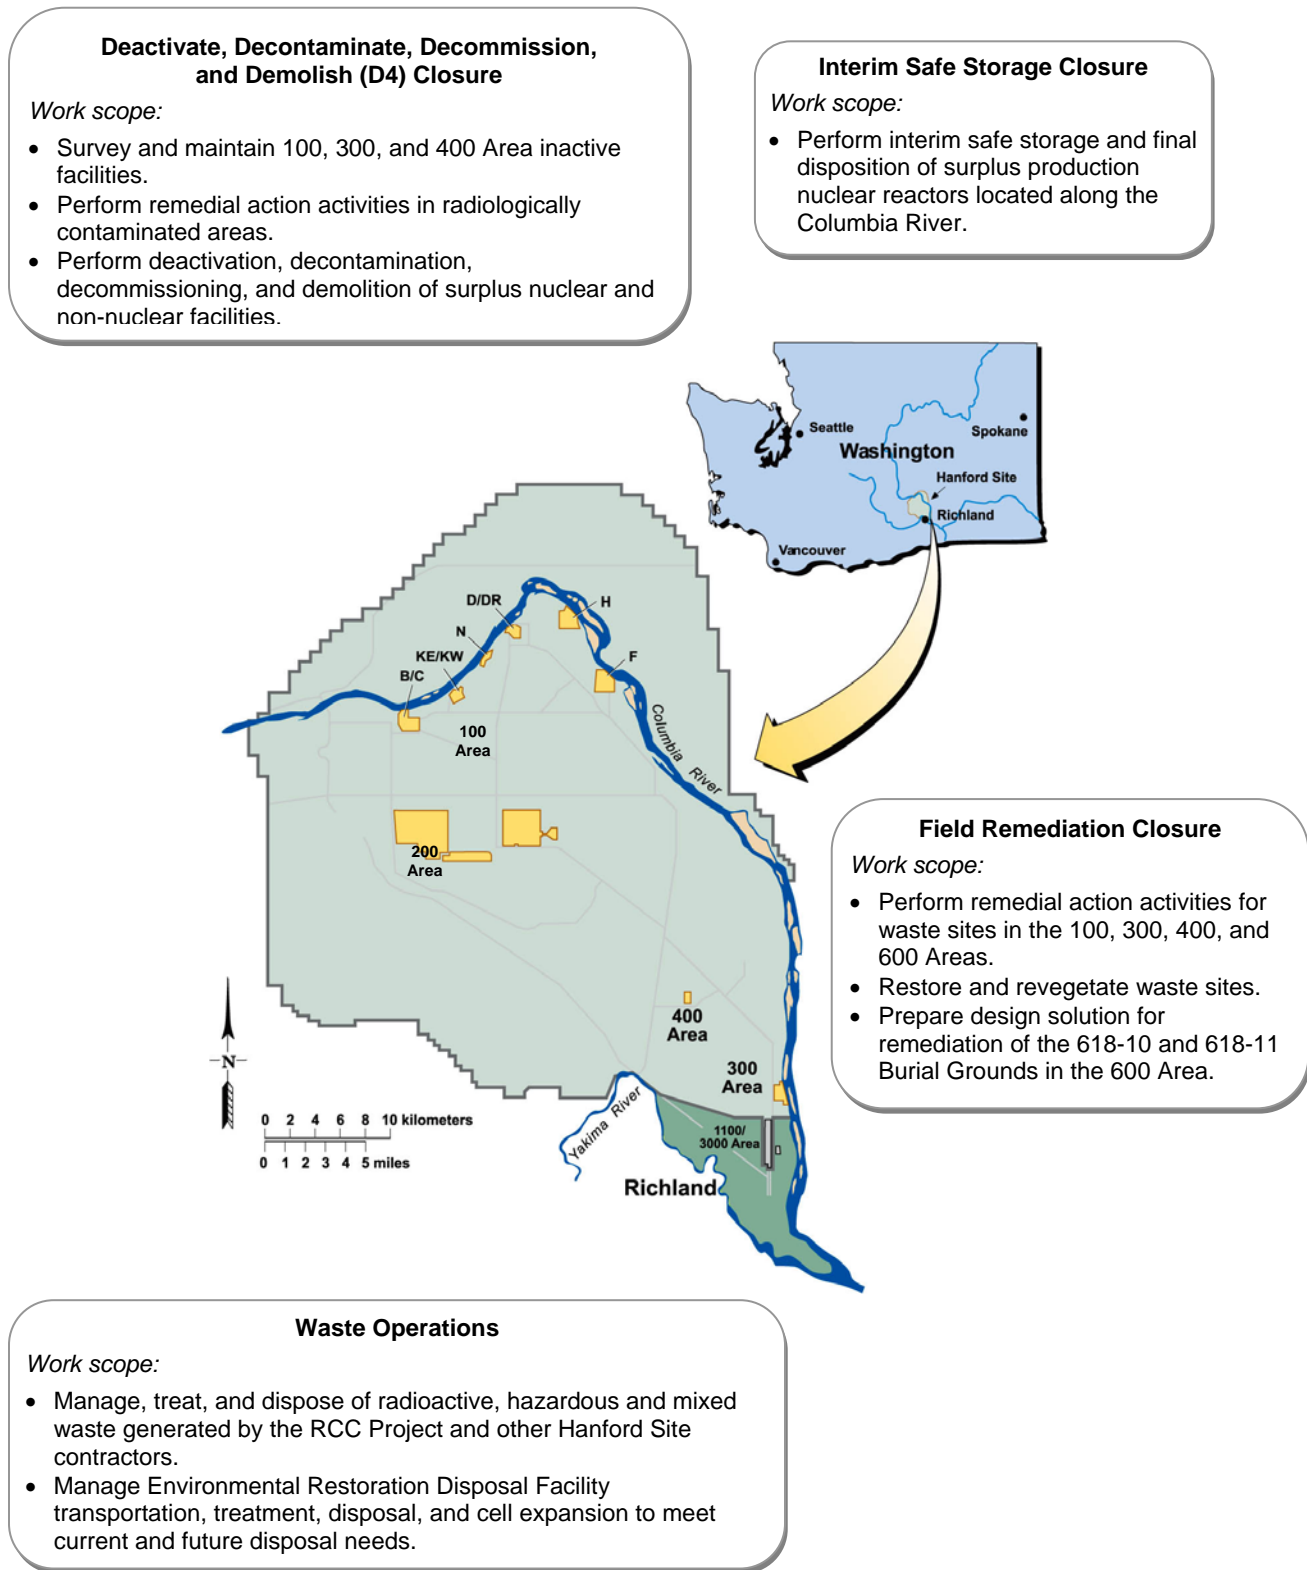 Deactivate, Decontaminate, Decommission,
and Demolish (D4) Closure
Work scope:
• Survey and maintain 100, 300, and 400 Area inactive
facilities.
• Perform remedial action activities in radiologically
contaminated areas.
• Perform deactivation, decontamination,
decommissioning, and demolition of surplus nuclear and
non-nuclear facilities.
Interim Safe Storage Closure
Work scope:
• Perform interim safe storage and final
disposition of surplus production
nuclear reactors located along the
Columbia River.
Seattle
Spokane
Washington
Hanford Site
Richland
Vancouver
D/DR
H
N
KE/KW
F
B/C
100
Area
Columbia River
200
Area
400
Area
300
Area
N
0 2 4 6 8 10 kilometers
0 1 2 3 4 5 miles
Yakima River
1100/
3000 Area
Richland
Field Remediation Closure
Work scope:
• Perform remedial action activities for
waste sites in the 100, 300, 400, and
600 Areas.
• Restore and revegetate waste sites.
• Prepare design solution for
remediation of the 618-10 and 618-11
Burial Grounds in the 600 Area.
Waste Operations
Work scope:
• Manage, treat, and dispose of radioactive, hazardous and mixed
waste generated by the RCC Project and other Hanford Site
contractors.
• Manage Environmental Restoration Disposal Facility
transportation, treatment, disposal, and cell expansion to meet
current and future disposal needs.